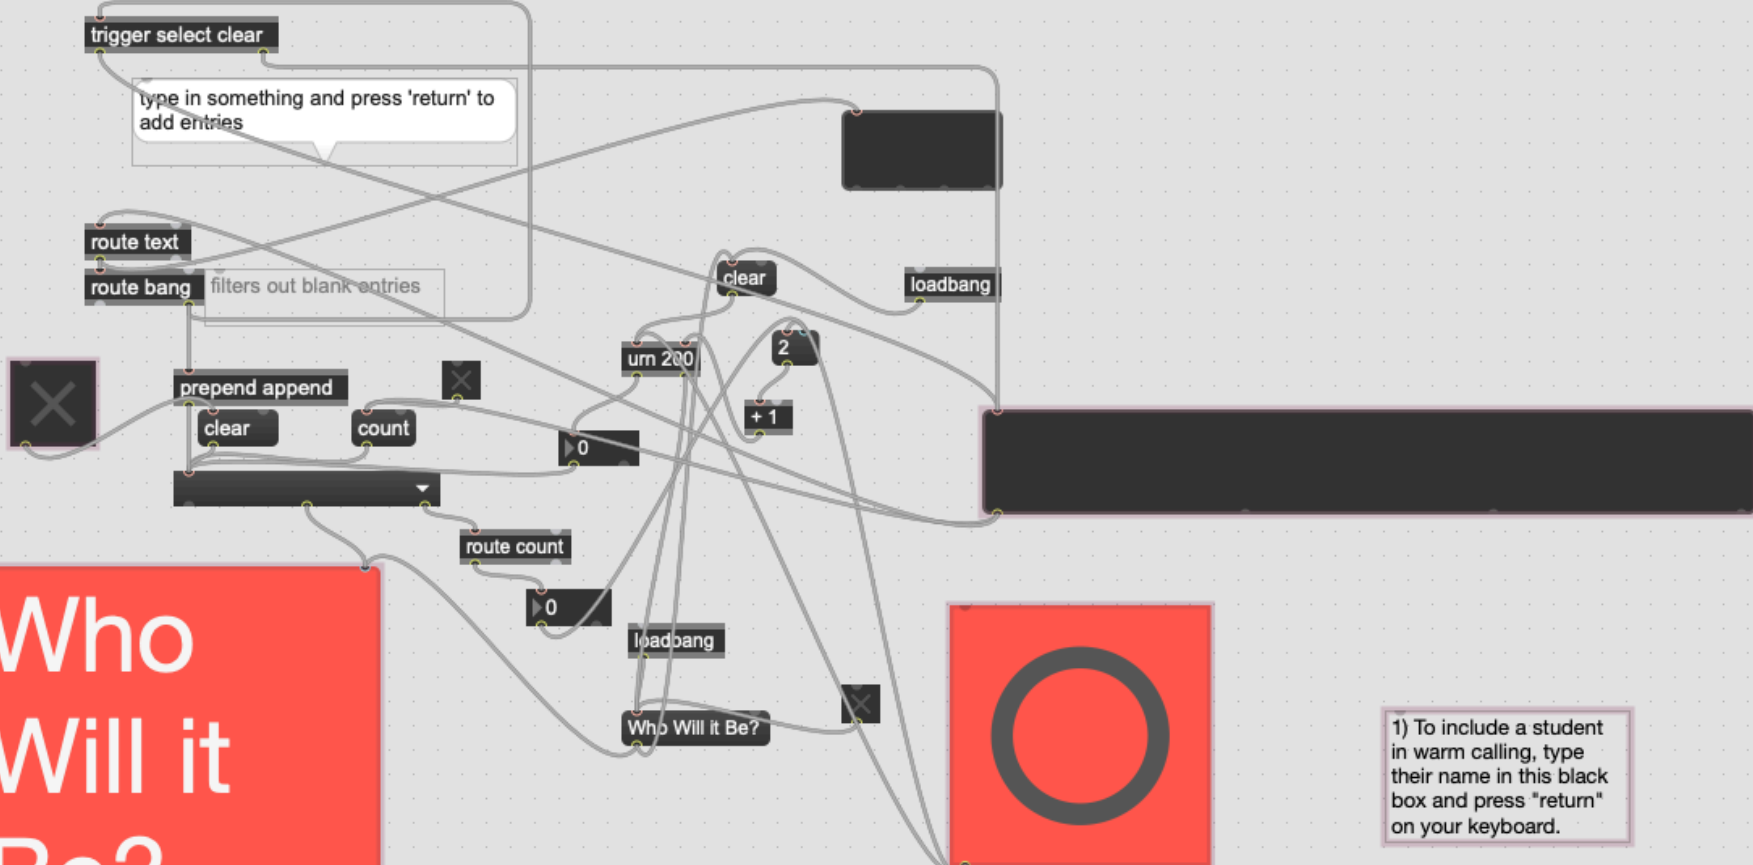 trigger select clear
type in something and press 'return' to
add entries
route text
route bang
filters out blank entries
clear
loadbang
urn 200
2
prepend append
+ 1
clear
count
0
route count
0
loadbang
Who Will it Be?
Who
Will it
Be?
1) To include a student
in warm calling, type
their name in this black
box and press "return"
on your keyboard.